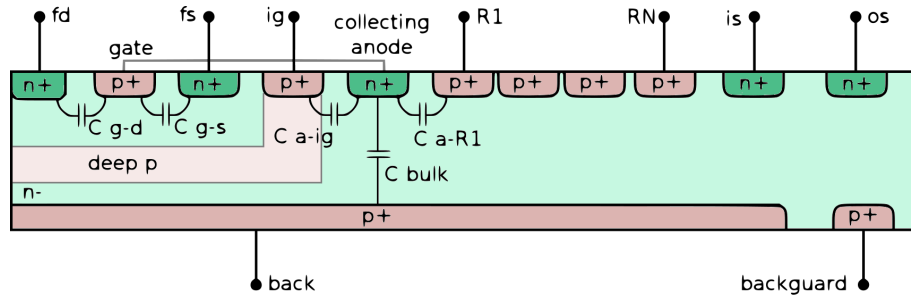 fd
fs
ig
R1
RN
is
os
gate
collecting
anode
n+
p+
n+
p+
n+
p+
p+
p+
p+
n+
n+
C g-d
C g-s
C a-ig
C a-R1
deep p
C bulk
n-
p+
p+
back
backguard